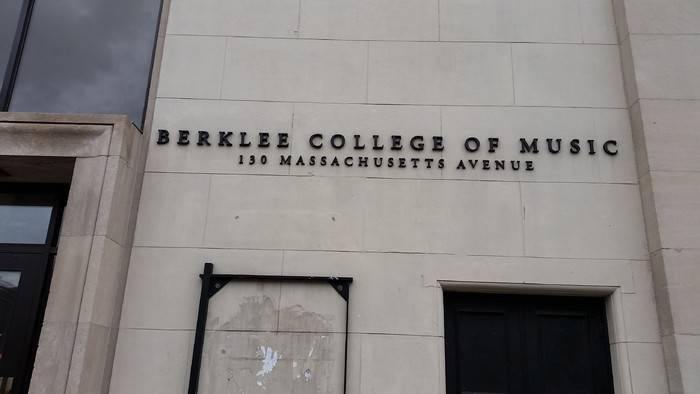 BERKLEE COLLEGE OF MUSIC
130 MASSACHUSETTS AVENUE